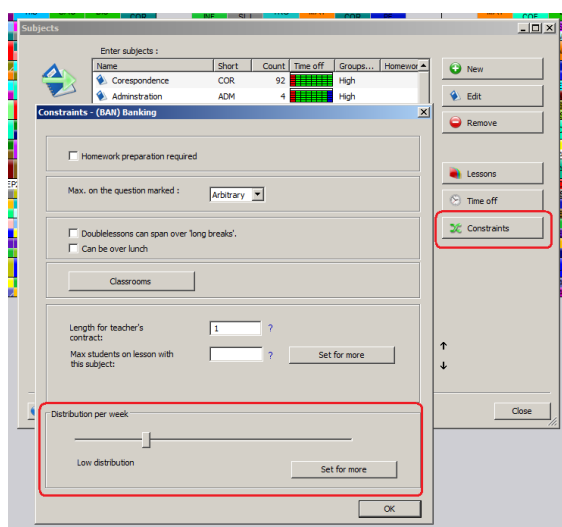 COR
Subjects
Enter subjects :
Name Short Count Time off Groups... Homewor
Corespondence COR 92 High
Adminstration ADM 4 High
New
Edit
Remove
Lessons
Time off
Constraints
Close
Constraints - (BAN) Banking
Homework preparation required
Max. on the question marked : Arbitrary
Doublelessons can span over 'long breaks'.
Can be over lunch
Classrooms
Length for teacher's
contract: 1 ?
Max students on lesson with
this subject: ? Set for more
Distribution per week
Low distribution
Set for more
OK